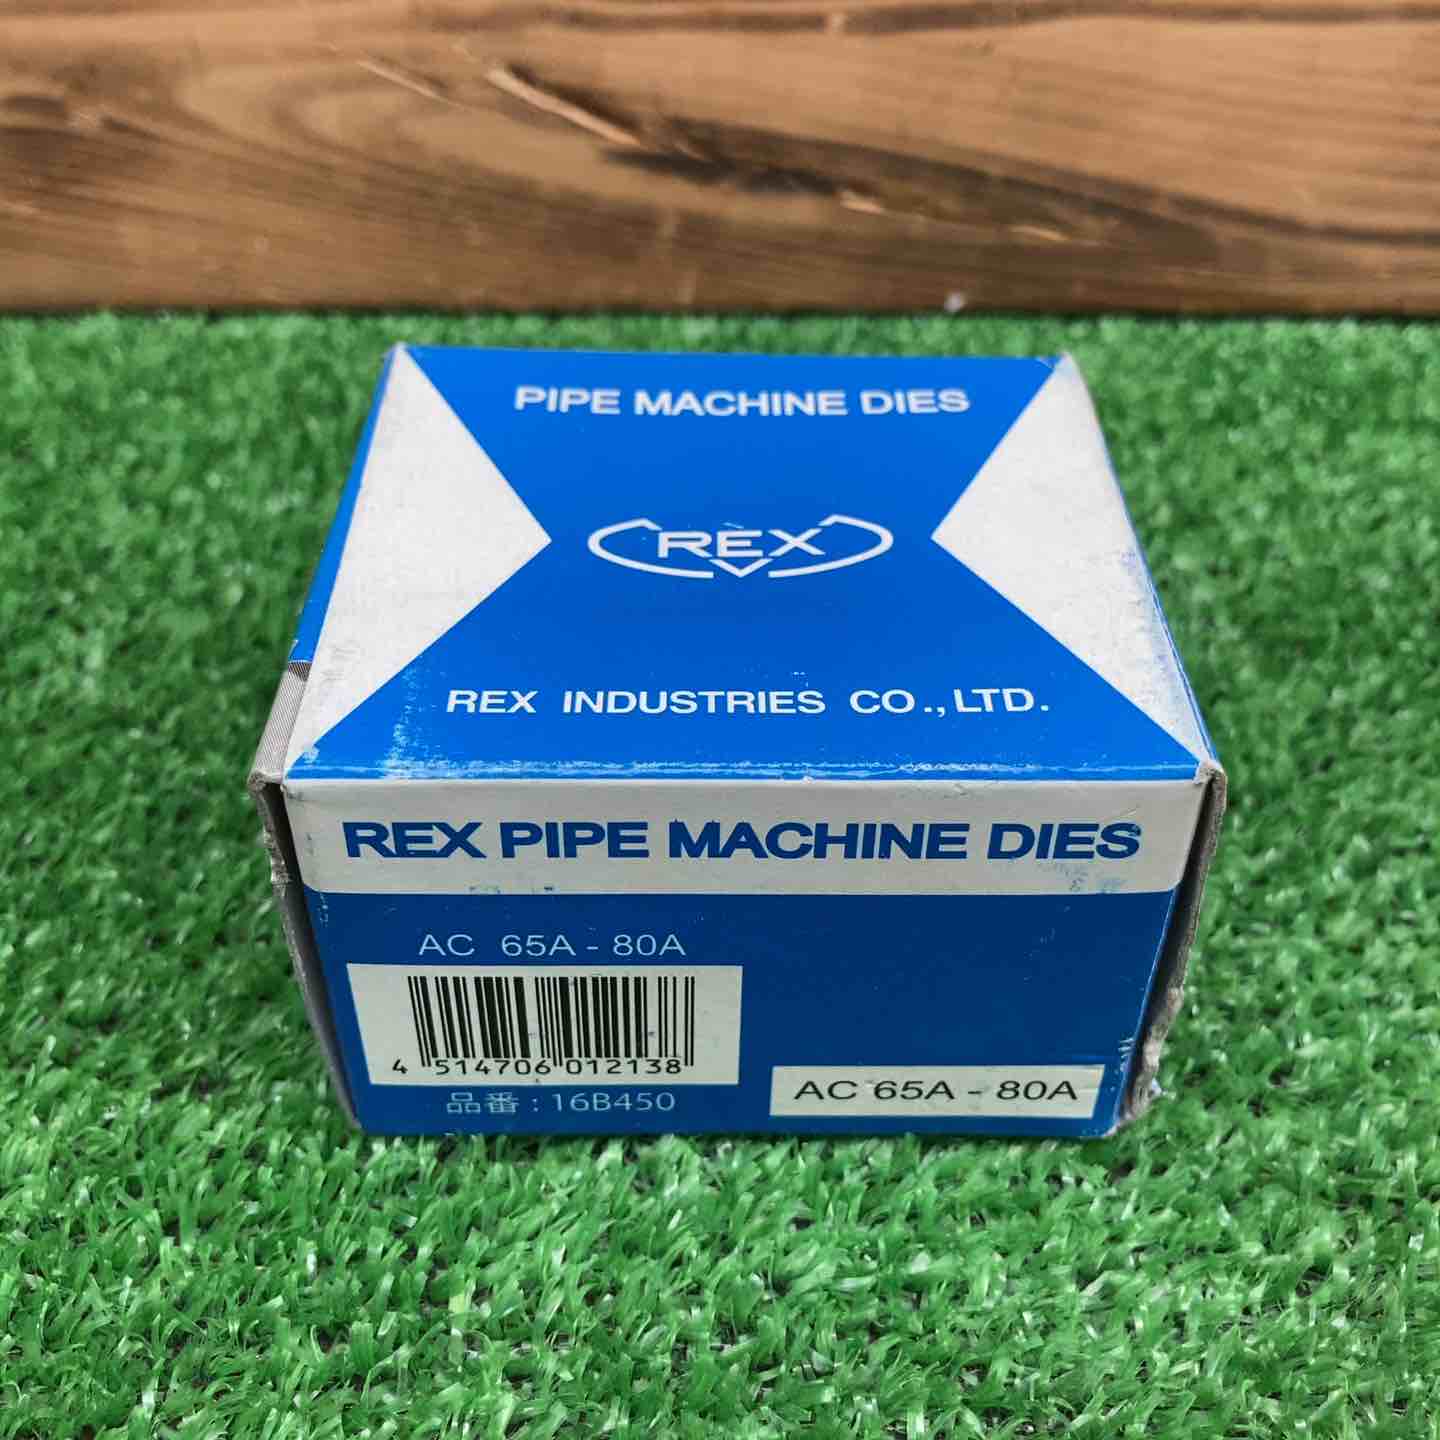 PIPE MACHINE DIES
REX
REX INDUSTRIES CO.,LTD.
REX PIPE MACHINE DIES
AC 65A - 80A
4 514706 012138
品番 : 16B450
AC 65A - 80A